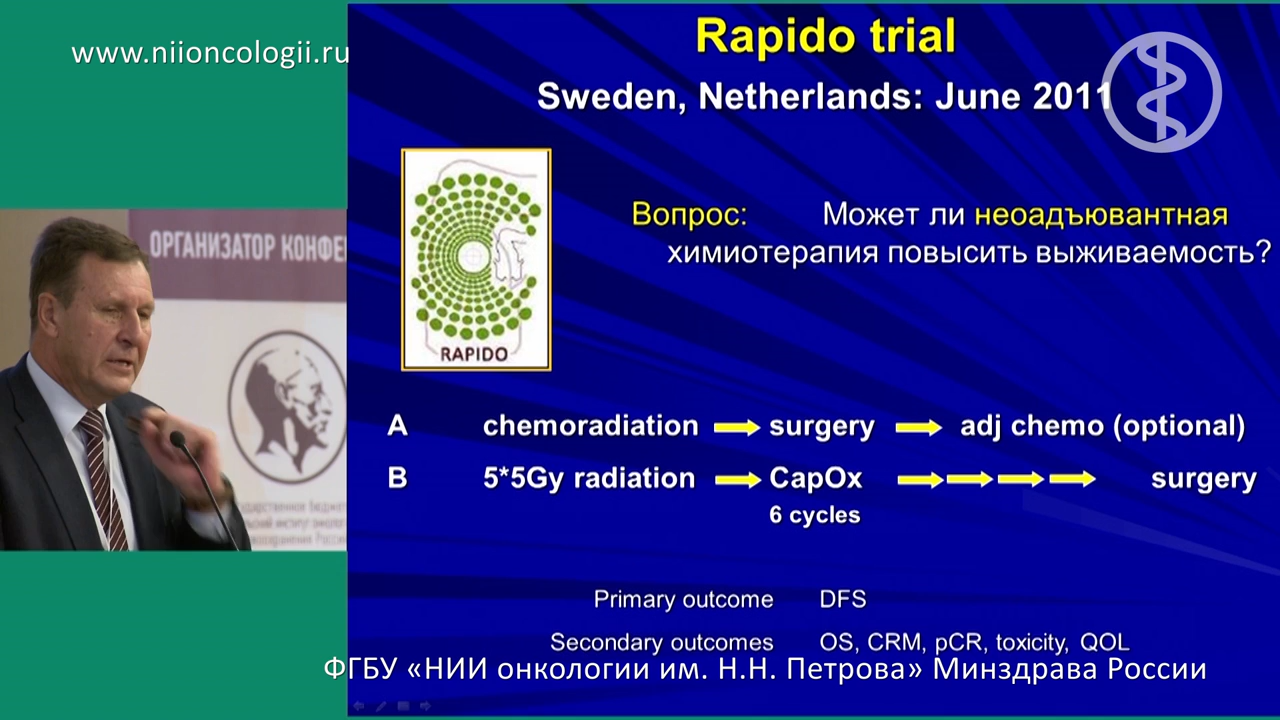 www.niioncologii.ru
Rapido trial
Sweden, Netherlands: June 2011
RAPIDO
Вопрос: Может ли неоадъювантная
химиотерапия повысить выживаемость?
ОРГАНИЗАТОР КОНФЕ
A chemoradiation surgery adj chemo (optional)
B 5*5Gy radiation CapOx surgery
6 cycles
Primary outcome DFS
Secondary outcomes OS, CRM, pCR, toxicity, QOL
ФГБУ «НИИ онкологии им. Н.Н. Петрова» Минздрава России